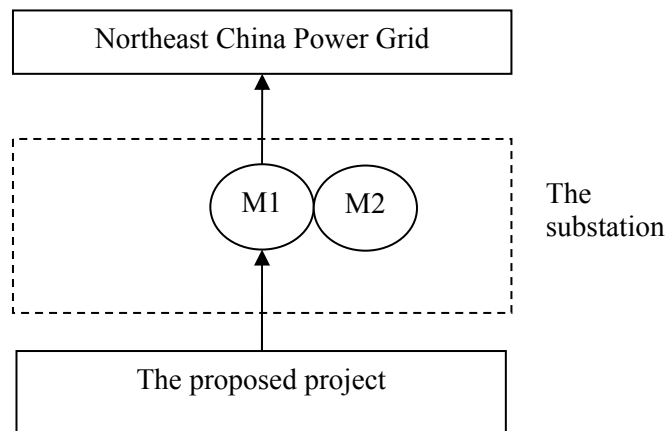 Northeast China Power Grid
M1
M2
The
substation
The proposed project